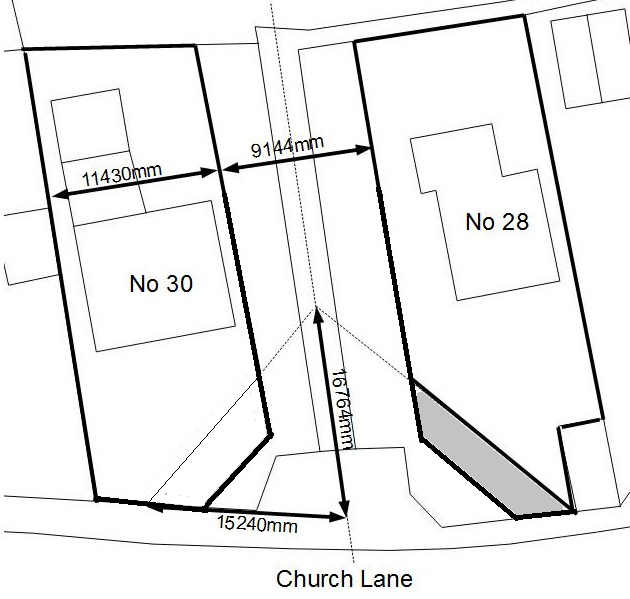 9144mm
11430mm
No 28
No 30
16764mm
15240mm
Church Lane